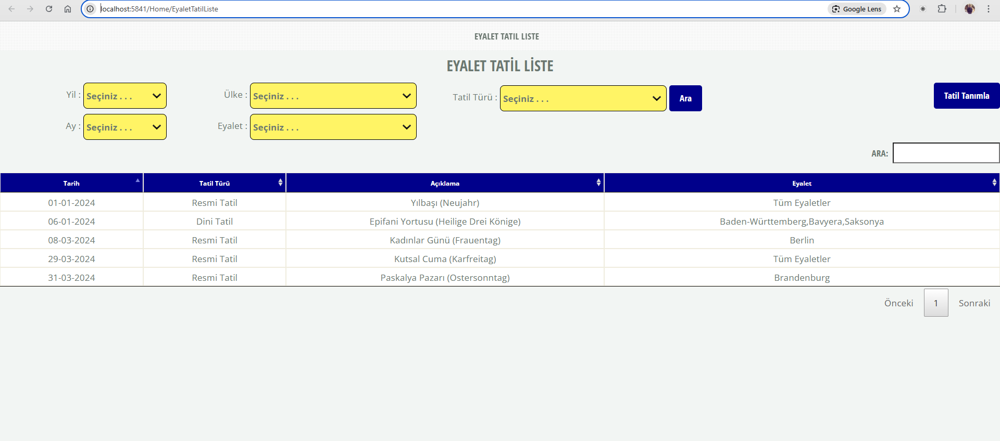 localhost:5841/Home/EyaletTatilListe
Google Lens
EYALET TATIL LISTE
EYALET TATİL LİSTE
Yil : Seçiniz . . .
Ülke : Seçiniz . . .
Tatil Türü : Seçiniz . . .
Ara
Tatil Tanımla
Ay : Seçiniz . . .
Eyalet : Seçiniz . . .
ARA:
Tarih Tatil Türü Açıklama Eyalet
01-01-2024 Resmi Tatil Yılbaşı (Neujahr) Tüm Eyaletler
06-01-2024 Dini Tatil Epifani Yortusu (Heilige Drei Könige) Baden-Württemberg,Bavyera,Saksonya
08-03-2024 Resmi Tatil Kadınlar Günü (Frauentag) Berlin
29-03-2024 Resmi Tatil Kutsal Cuma (Karfreitag) Tüm Eyaletler
31-03-2024 Resmi Tatil Paskalya Pazarı (Ostersonntag) Brandenburg
Önceki 1 Sonraki